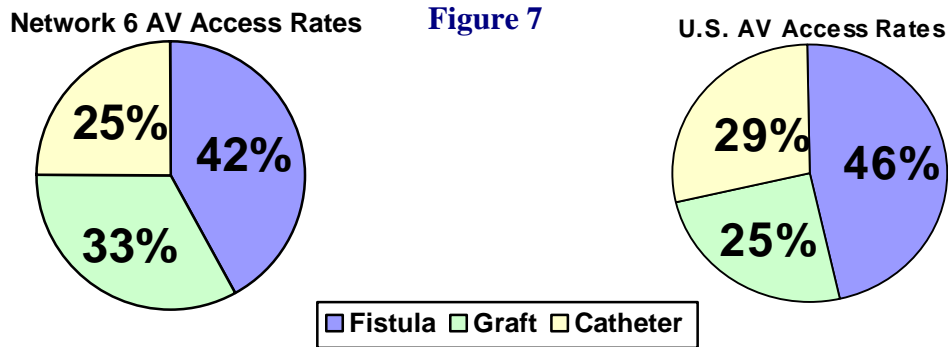 Figure 7
Network 6 AV Access Rates
25%
42%
33%
U.S. AV Access Rates
29%
46%
25%
Fistula Graft Catheter